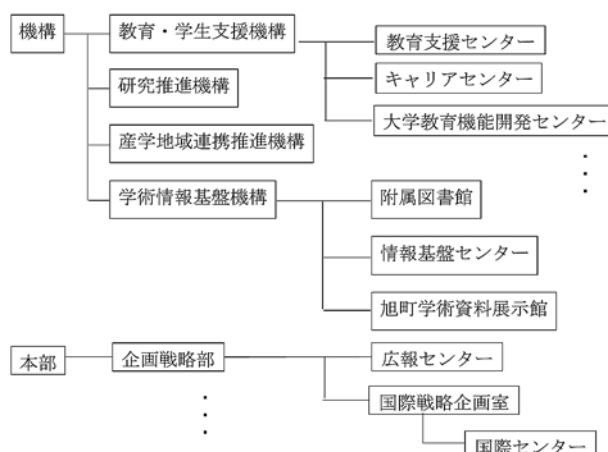 機構
教育・学生支援機構
教育支援センター
キャリアセンター
大学教育機能開発センター
研究推進機構
産学地域連携推進機構
学術情報基盤機構
附属図書館
情報基盤センター
旭町学術資料展示館
本部
企画戦略部
広報センター
国際戦略企画室
国際センター